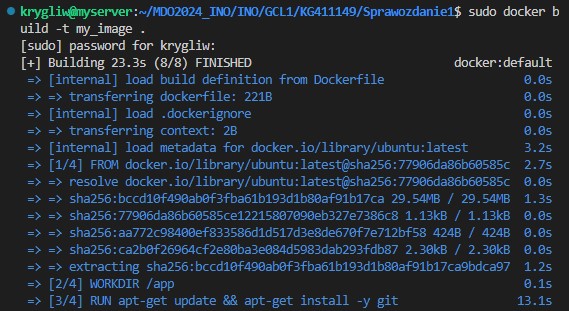 krygliw@myserver:~/MDO2024_INO/INO/GCL1/KG411149/Sprawozdanie1$ sudo docker b
uild -t my_image .
[sudo] password for krygliw:
[+] Building 23.3s (8/8) FINISHED docker:default
=> [internal] load build definition from Dockerfile 0.0s
=> => transferring dockerfile: 221B 0.0s
=> [internal] load .dockerignore 0.0s
=> => transferring context: 2B 0.0s
=> [internal] load metadata for docker.io/library/ubuntu:latest 3.2s
=> [1/4] FROM docker.io/library/ubuntu:latest@sha256:77906da86b60585c 2.7s
=> => resolve docker.io/library/ubuntu:latest@sha256:77906da86b60585c 0.0s
=> => sha256:bccd10f490ab0f3fba61b193d1b80af91b17ca 29.54MB / 29.54MB 1.3s
=> => sha256:77906da86b60585ce12215807090eb327e7386c8 1.13kB / 1.13kB 0.0s
=> => sha256:aa772c98400ef833586d1d517d3e8de670f7e712bf58 424B / 424B 0.0s
=> => sha256:ca2b0f26964cf2e80ba3e084d5983dab293fdb87 2.30kB / 2.30kB 0.0s
=> => extracting sha256:bccd10f490ab0f3fba61b193d1b80af91b17ca9bdca97 1.2s
=> [2/4] WORKDIR /app 0.1s
=> [3/4] RUN apt-get update && apt-get install -y git 13.1s